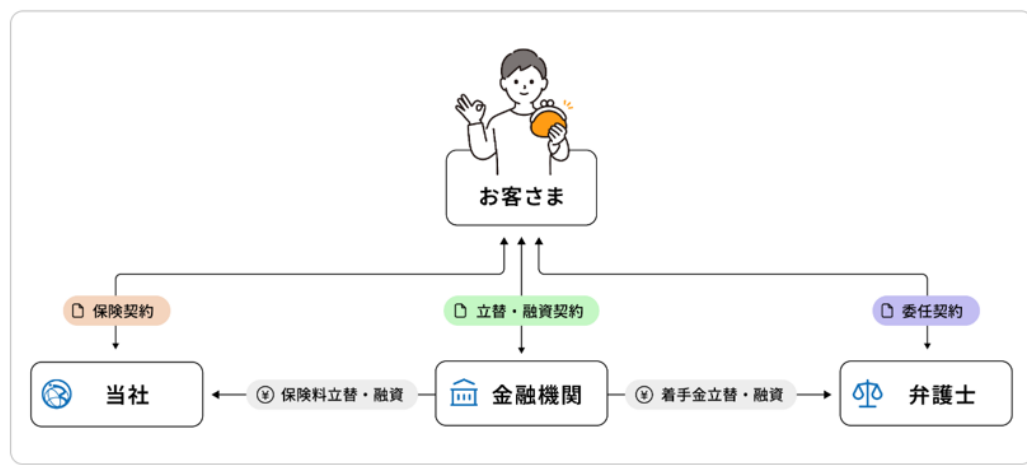 お客さま
保険契約
立替・融資契約
委任契約
当社
保険料立替・融資
金融機関
着手金立替・融資
弁護士